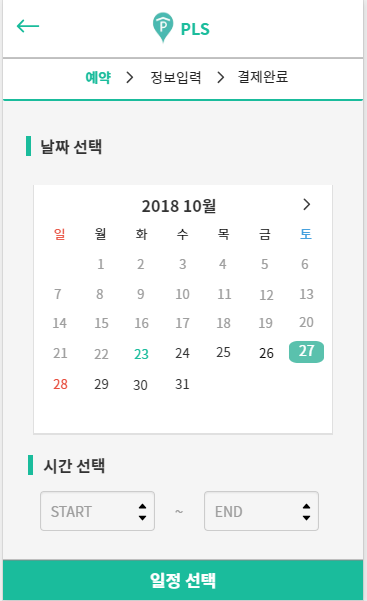 P PLS
예약 > 정보입력 > 결제완료
날짜 선택
2018 10월 >
일 월 화 수 목 금 토
1 2 3 4 5 6
7 8 9 10 11 12 13
14 15 16 17 18 19 20
21 22 23 24 25 26 27
28 29 30 31
시간 선택
START ~ END
일정 선택